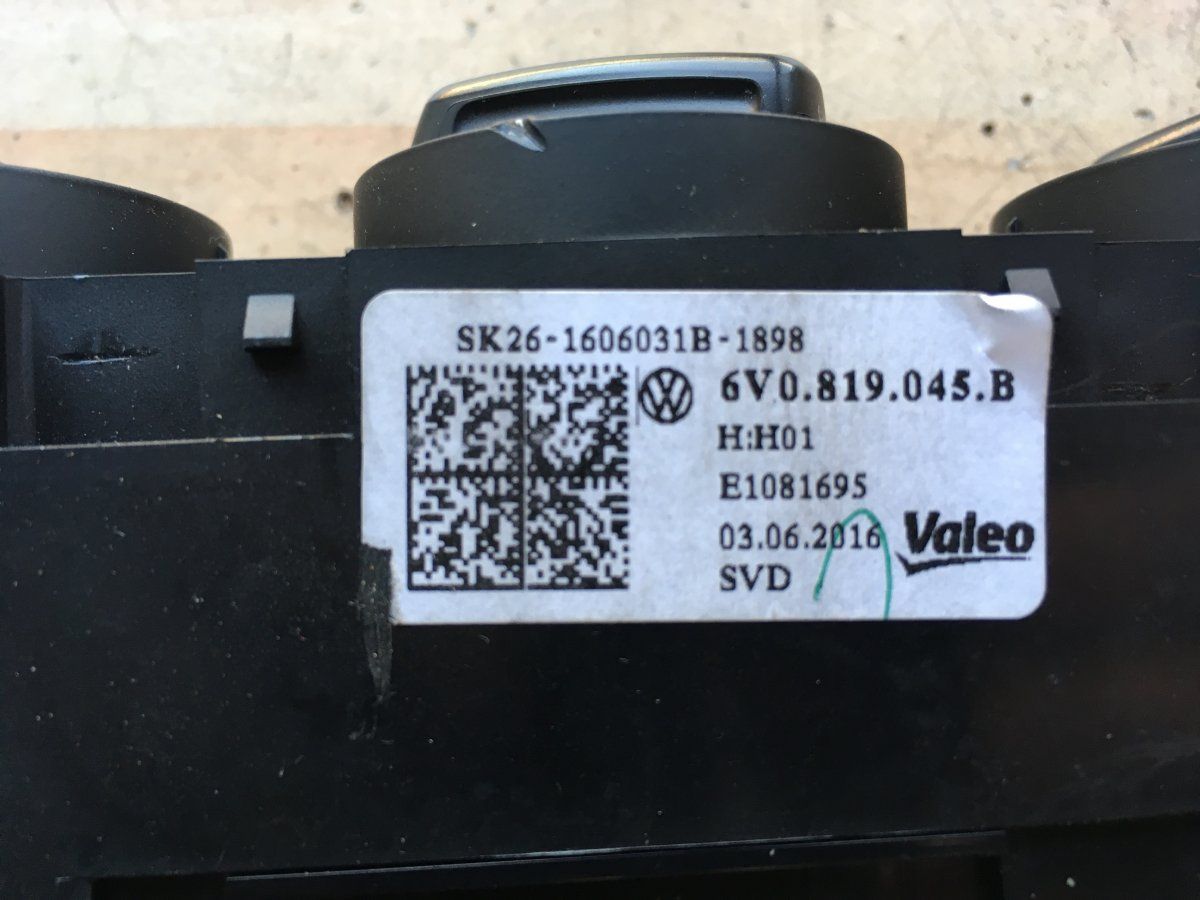 SK26-1606031B-1898
6V0.819.045.B
H:H01
E1081695
03.06.2016
Valeo
SVD